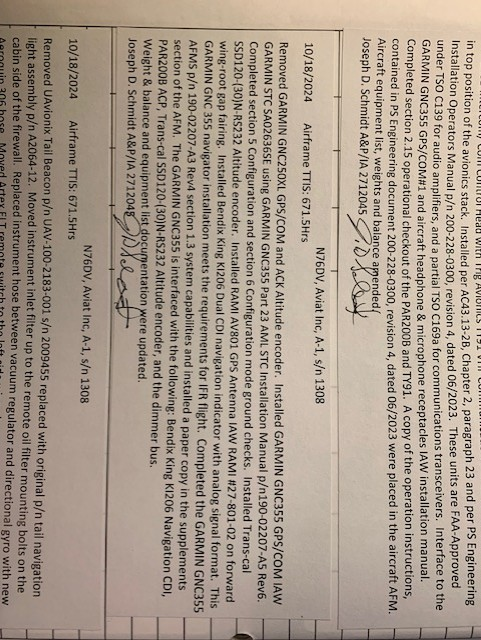 in top position of the avionics stack. Installed per AC43.13-2B, Chapter 2, paragraph 23 and per PS Engineering
Installation Operators Manual p/n 200-228-0300, revision 4, dated 06/2023. These units are FAA-Approved
under TSO C139 for audio amplifiers, and a partial TSO C169a for communications transceivers. Interface to the
GARMIN GNC355 GPS/COM#1 and aircraft headphone & microphone receptacles IAW installation manual.
Completed section 2.15 operational checkout of the PAR200B and TY91. A copy of the operation instructions,
contained in PS Engineering document 200-228-0300, revision 4, dated 06/2023 were placed in the aircraft AFM.
Aircraft equipment list, weights and balance amended
Joseph D. Schmidt A&P/IA 2712045
N76DV, Aviat Inc, A-1, s/n 1308
10/18/2024 Airframe TTIS: 671.5Hrs
Removed GARMIN GNC250XL GPS/COM and ACK Altitude encoder. Installed GARMIN GNC355 GPS/COM IAW
GARMIN STC SA02636SE using GARMIN GNC355 Part 23 AML STC Installation Manual p/n190-02207-A5 Rev6.
Completed section 5 Configuration and section 6 Configuration mode ground checks. Installed Trans-cal
SSD120-(30)N-RS232 Altitude encoder. Installed RAMI AV801 GPS Antenna IAW RAMI #27-801-02 on forward
wing-root gap fairing. Installed Bendix King KI206 Dual CDI navigation indicator with analog signal format. This
GARMIN GNC 355 navigator installation meets the requirements for IFR flight. Completed the GARMIN GNC355
AFMS p/n 190-02207-A3 Rev4 section 1.3 system capabilities and installed a paper copy in the supplements
section of the AFM. The GARMIN GNC355 is interfaced with the following: Bendix King KI206 Navigation CDI,
PAR200B ACP, Trans-cal SSD120-(30)N-RS232 Altitude encoder, and the dimmer bus.
Weight & balance and equipment list documentation were updated.
Joseph D. Schmidt A&P/IA 2712045
N76DV, Aviat Inc, A-1, s/n 1308
10/18/2024 Airframe TTIS: 671.5Hrs
Removed UAvionix Tail Beacon p/n UAV-100-2183-001 s/n 2009455 replaced with original p/n tail navigation
light assembly p/n A2064-12. Moved instrument inlet filter up to the remote oil filter mounting bolts on the
cabin side of the firewall. Replaced instrument hose between vacuum regulator and directional gyro with new